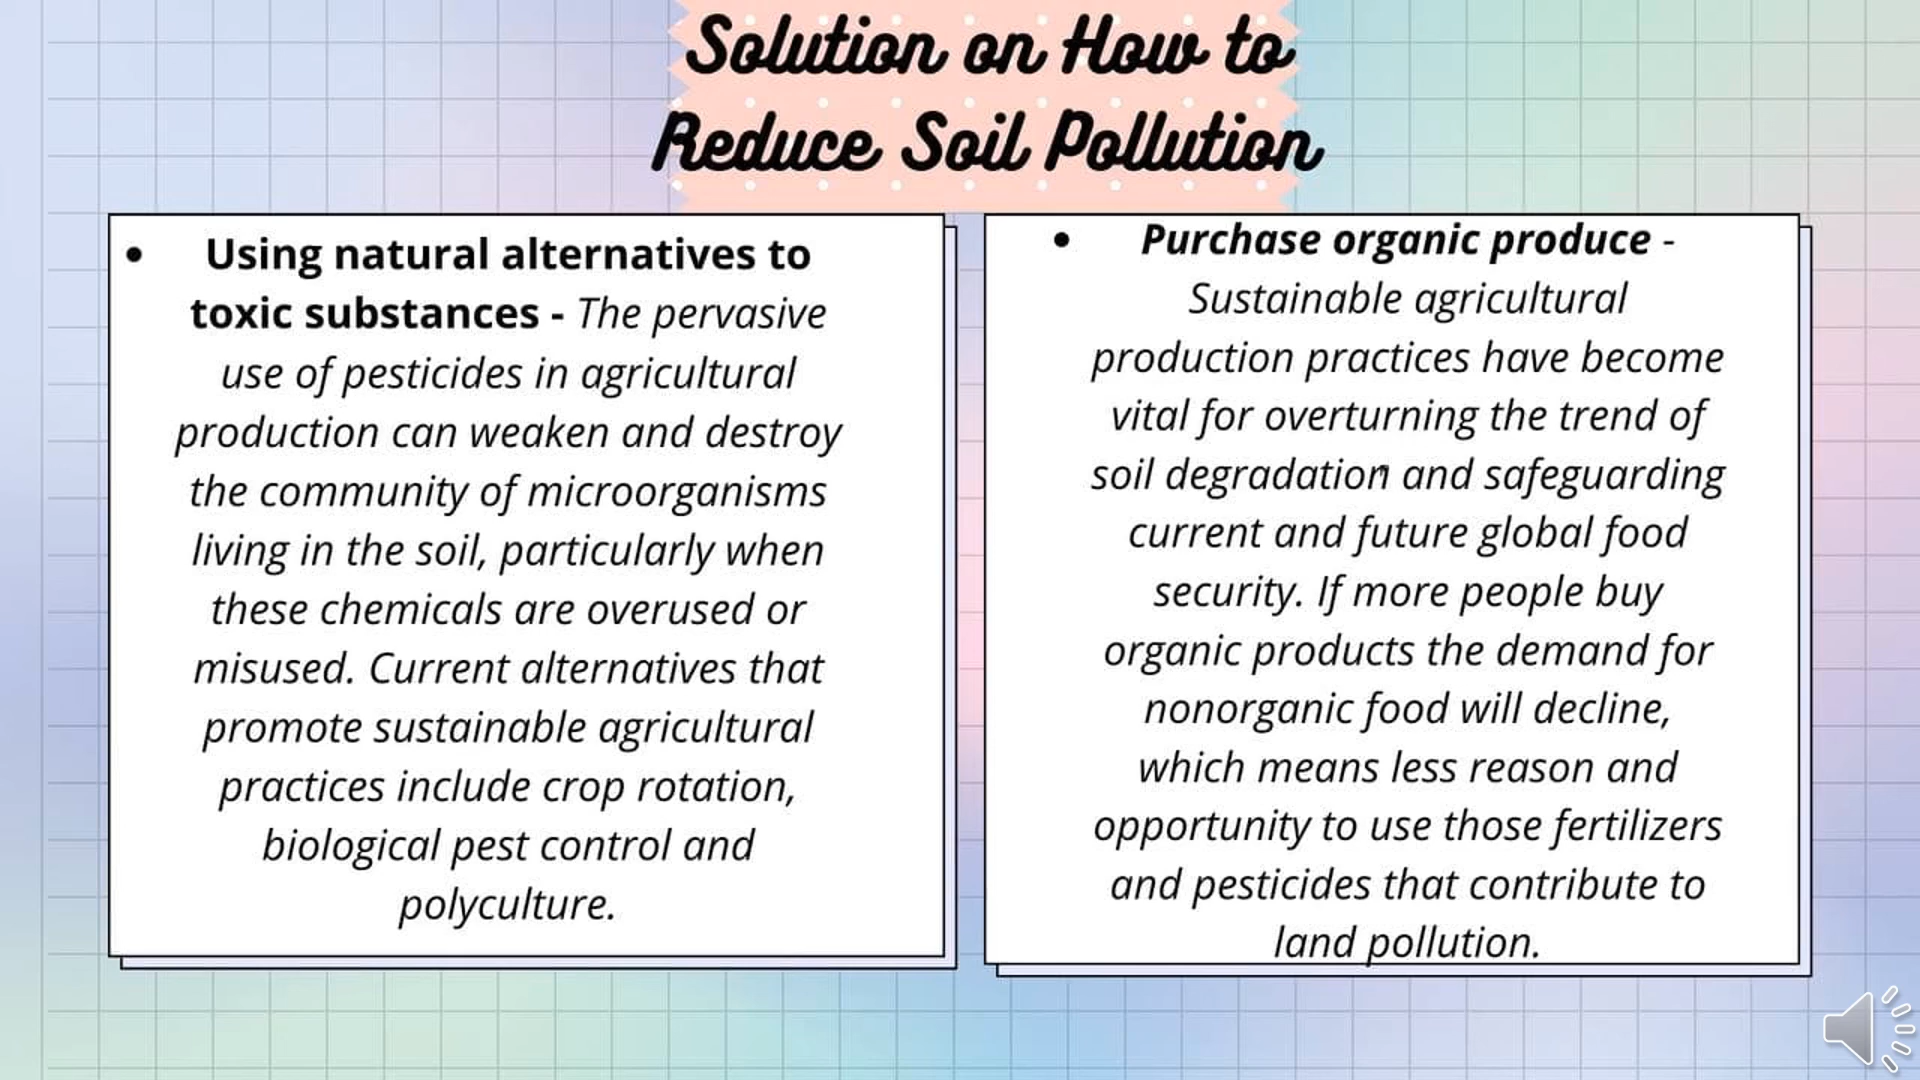 Solution on How to
Reduce Soil Pollution
• Using natural alternatives to
toxic substances - The pervasive
use of pesticides in agricultural
production can weaken and destroy
the community of microorganisms
living in the soil, particularly when
these chemicals are overused or
misused. Current alternatives that
promote sustainable agricultural
practices include crop rotation,
biological pest control and
polyculture.
• Purchase organic produce -
Sustainable agricultural
production practices have become
vital for overturning the trend of
soil degradation and safeguarding
current and future global food
security. If more people buy
organic products the demand for
nonorganic food will decline,
which means less reason and
opportunity to use those fertilizers
and pesticides that contribute to
land pollution.